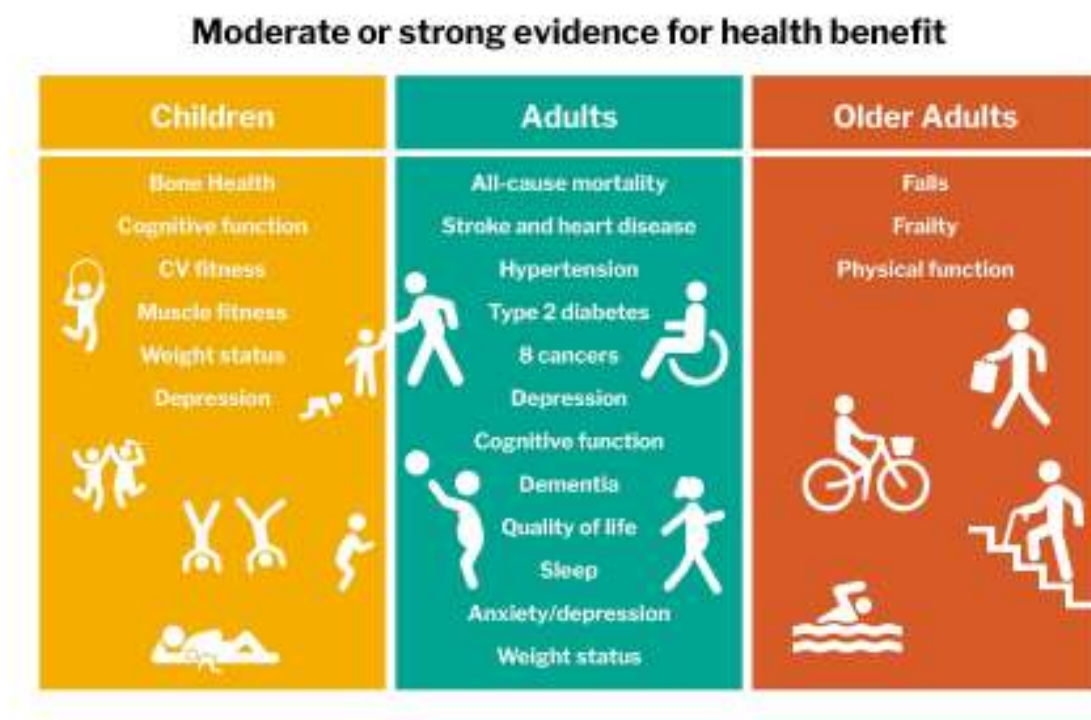 Moderate or strong evidence for health benefit
Children
Bone Health
Cognitive function
CV fitness
Muscle fitness
Weight status
Depression
Adults
All-cause mortality
Stroke and heart disease
Hypertension
Type 2 diabetes
8 cancers
Depression
Cognitive function
Dementia
Quality of life
Sleep
Anxiety/depression
Weight status
Older Adults
Falls
Frailty
Physical function